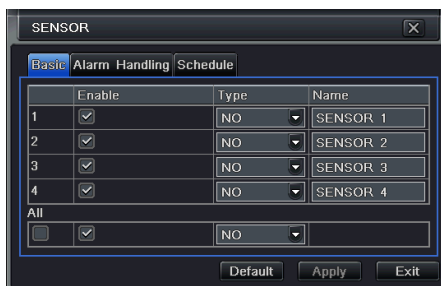 SENSOR
Basic Alarm Handling Schedule
Enable Type Name
1 NO SENSOR 1
2 NO SENSOR 2
3 NO SENSOR 3
4 NO SENSOR 4
All
NO
Default Apply Exit